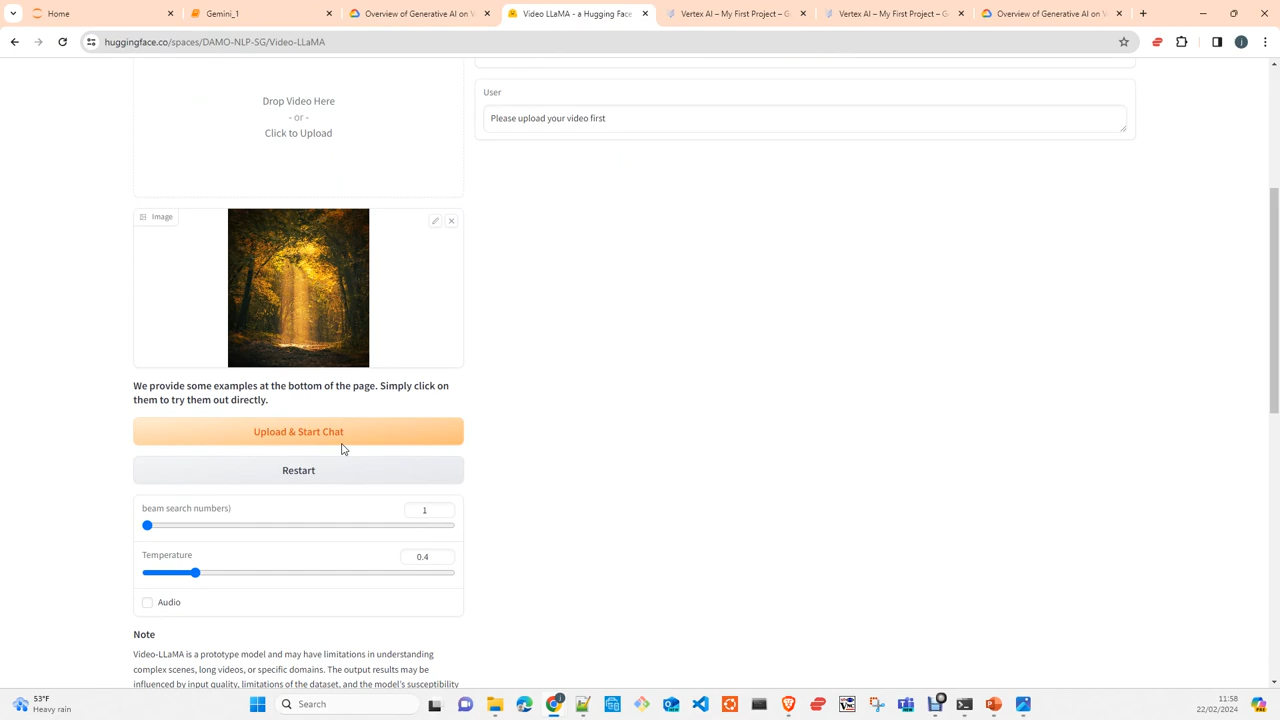 Home
Gemini_1
Overview of Generative AI on V
Video LLaMA - a Hugging Face
Vertex AI – My First Project – G
Vertex AI – My First Project – G
Overview of Generative AI on V
huggingface.co/spaces/DAMO-NLP-SG/Video-LLaMA
Drop Video Here
- or -
Click to Upload
User
Please upload your video first
Image
We provide some examples at the bottom of the page. Simply click on
them to try them out directly.
Upload & Start Chat
Restart
beam search numbers)
1
Temperature
0.4
Audio
Note
Video-LLaMA is a prototype model and may have limitations in understanding
complex scenes, long videos, or specific domains. The output results may be
influenced by input quality, limitations of the dataset, and the model's susceptibility
53°F
Heavy rain
Search
11:58
22/02/2024